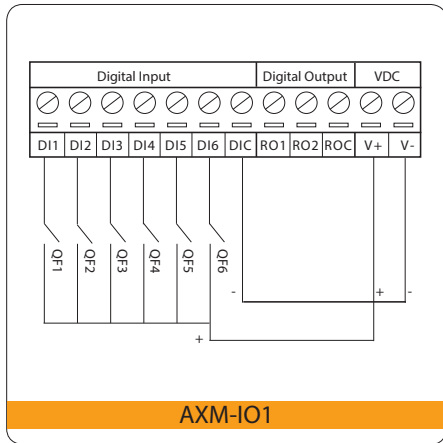 Digital Input Digital Output VDC
DI1 DI2 DI3 DI4 DI5 DI6 DIC RO1 RO2 ROC V+ V-
QF1 QF2 QF3 QF4 QF5 QF6
- + -
+
AXM-IO1